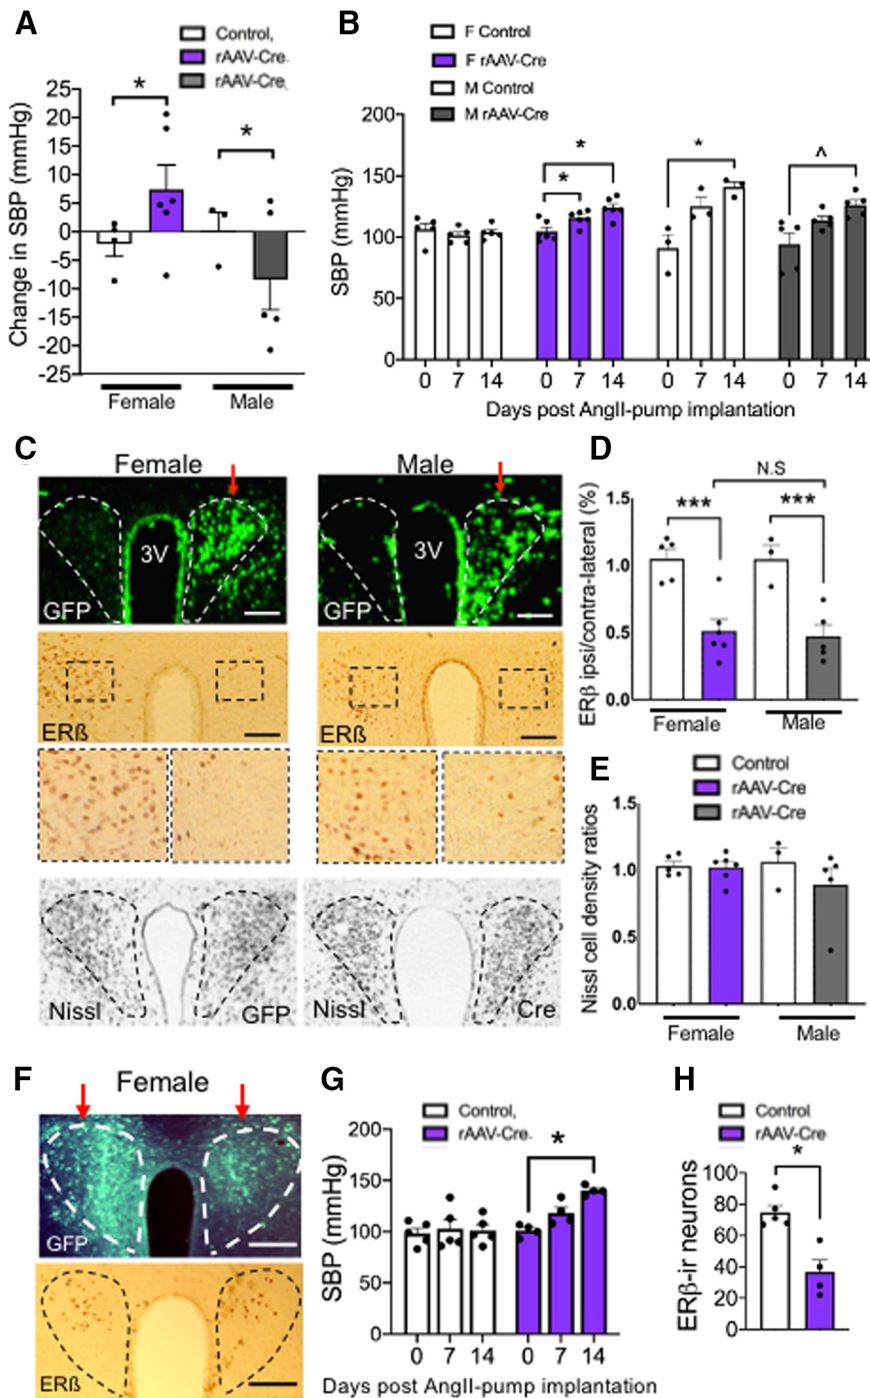 A
Control,
rAAV-Cre
rAAV-Cre
Change in SBP (mmHg)
25
20
15
10
5
0
-5
-10
-15
-20
-25
*
*
Female
Male
B
F Control
F rAAV-Cre
M Control
M rAAV-Cre
SBP (mmHg)
200
150
100
50
0
*
*
*
^
0 7 14 0 7 14 0 7 14 0 7 14
Days post AngII-pump implantation
C
Female
Male
3V
GFP
3V
GFP
ERß
ERß
Nissl
GFP
Nissl
Cre
D
N.S
***
***
ERβ ipsi/contra-lateral (%)
1.5
1.0
0.5
0.0
Female
Male
E
Control
rAAV-Cre
rAAV-Cre
Nissl cell density ratios
1.5
1.0
0.5
0.0
Female
Male
F
Female
GFP
ERß
G
Control,
rAAV-Cre
SBP (mmHg)
200
150
100
50
0
*
0 7 14 0 7 14
Days post AngII-pump implantation
H
Control
rAAV-Cre
*
ERβ-ir neurons
100
80
60
40
20
0